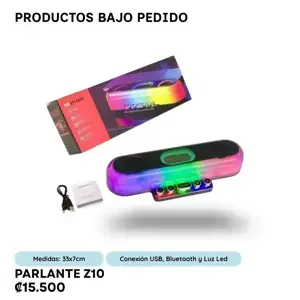 PRODUCTOS BAJO PEDIDO
Medidas: 33x7cm
Conexión USB, Bluetooth y Luz Led
PARLANTE Z10
₡15.500